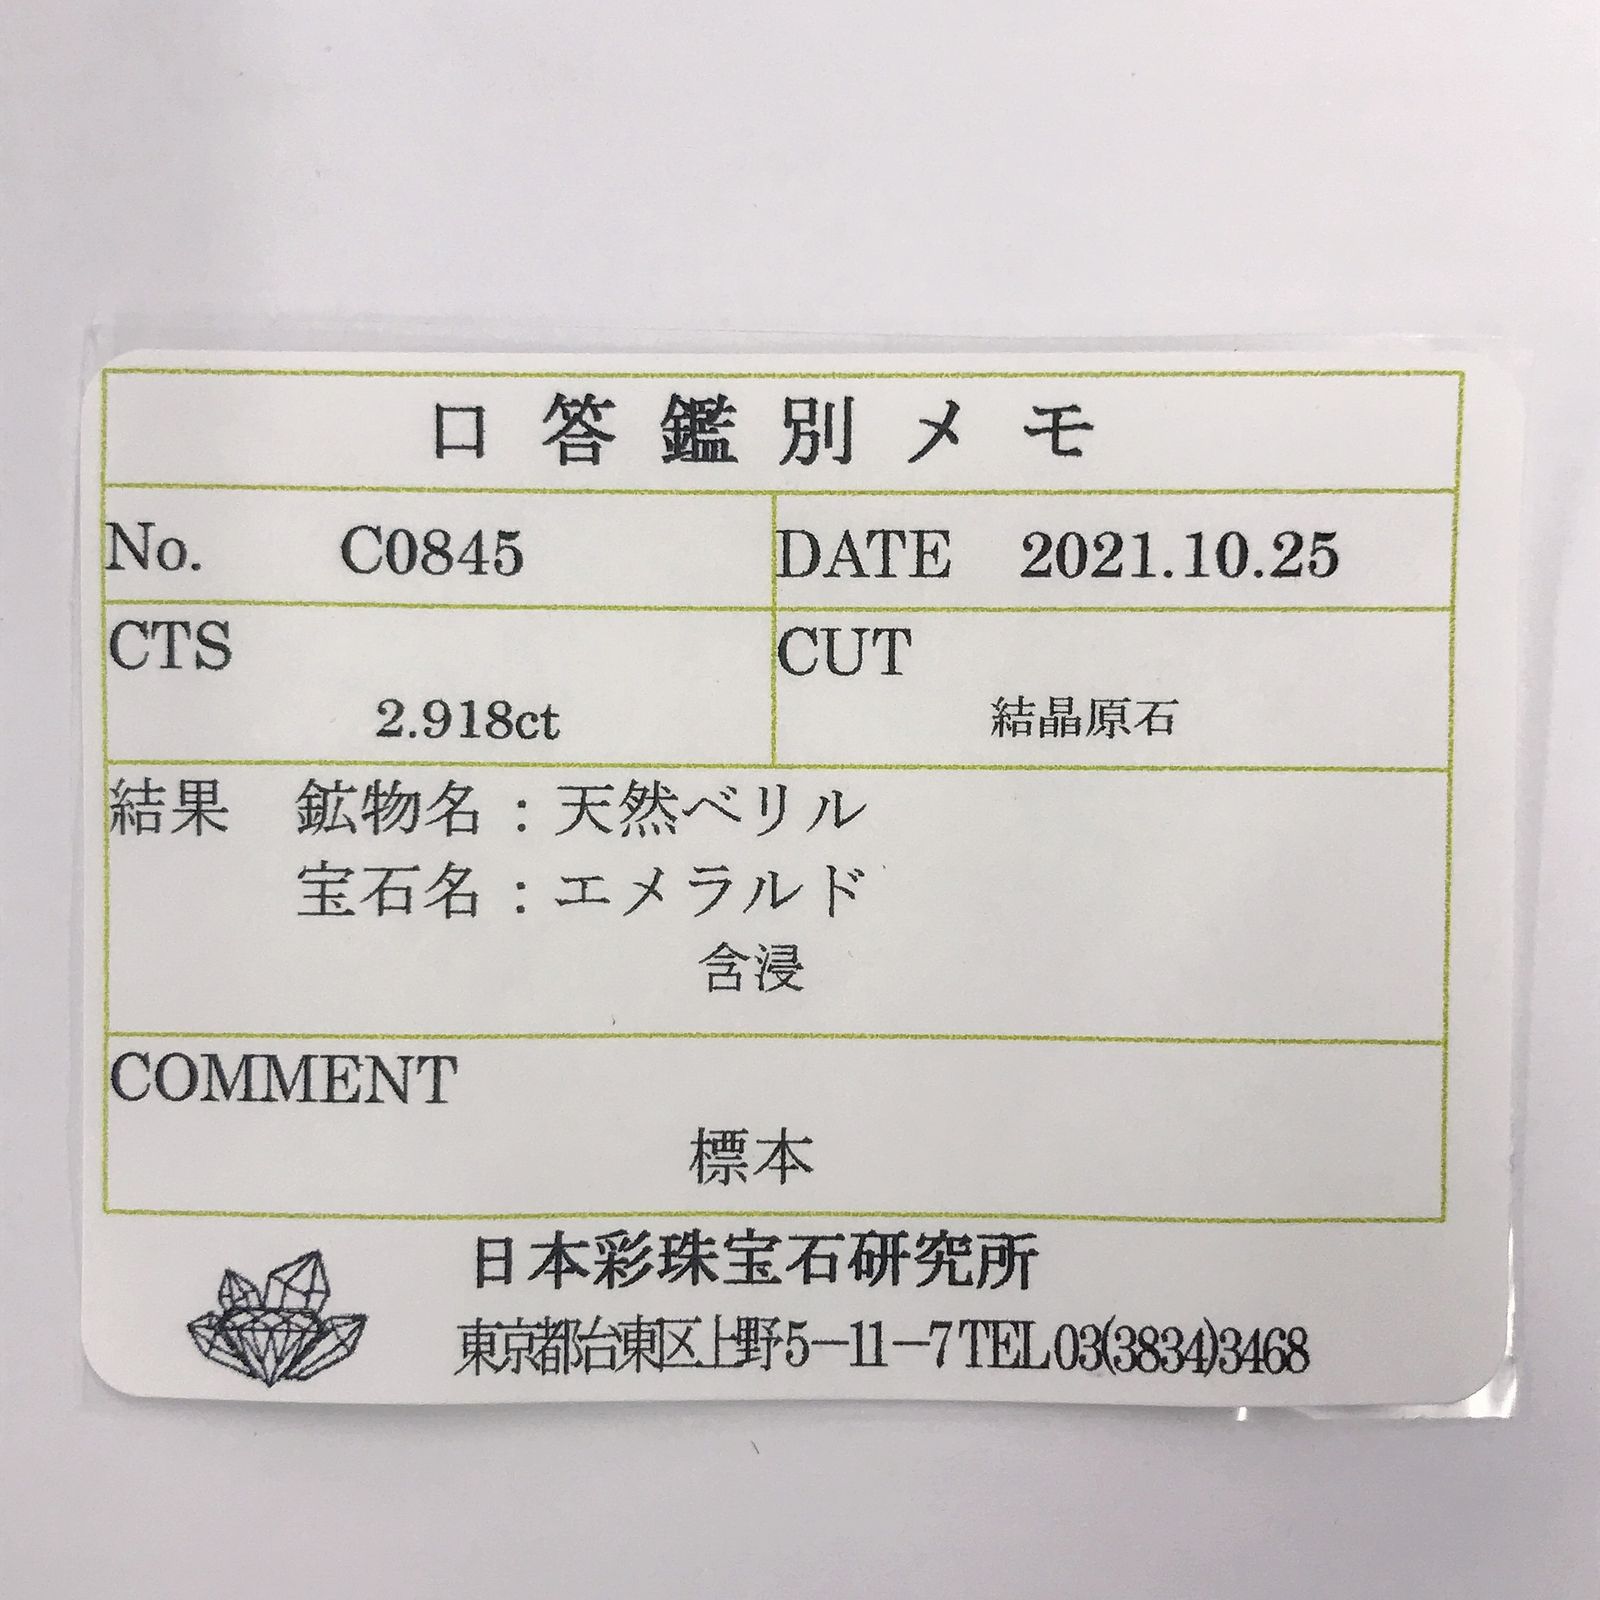 口答鑑別メモ
No. C0845 DATE 2021.10.25
CTS CUT
2.918ct 結晶原石
結果 鉱物名：天然ベリル
宝石名：エメラルド
含浸
COMMENT
標本
日本彩珠宝石研究所
東京都台東区上野5－11－7 TEL 03(3834)3468